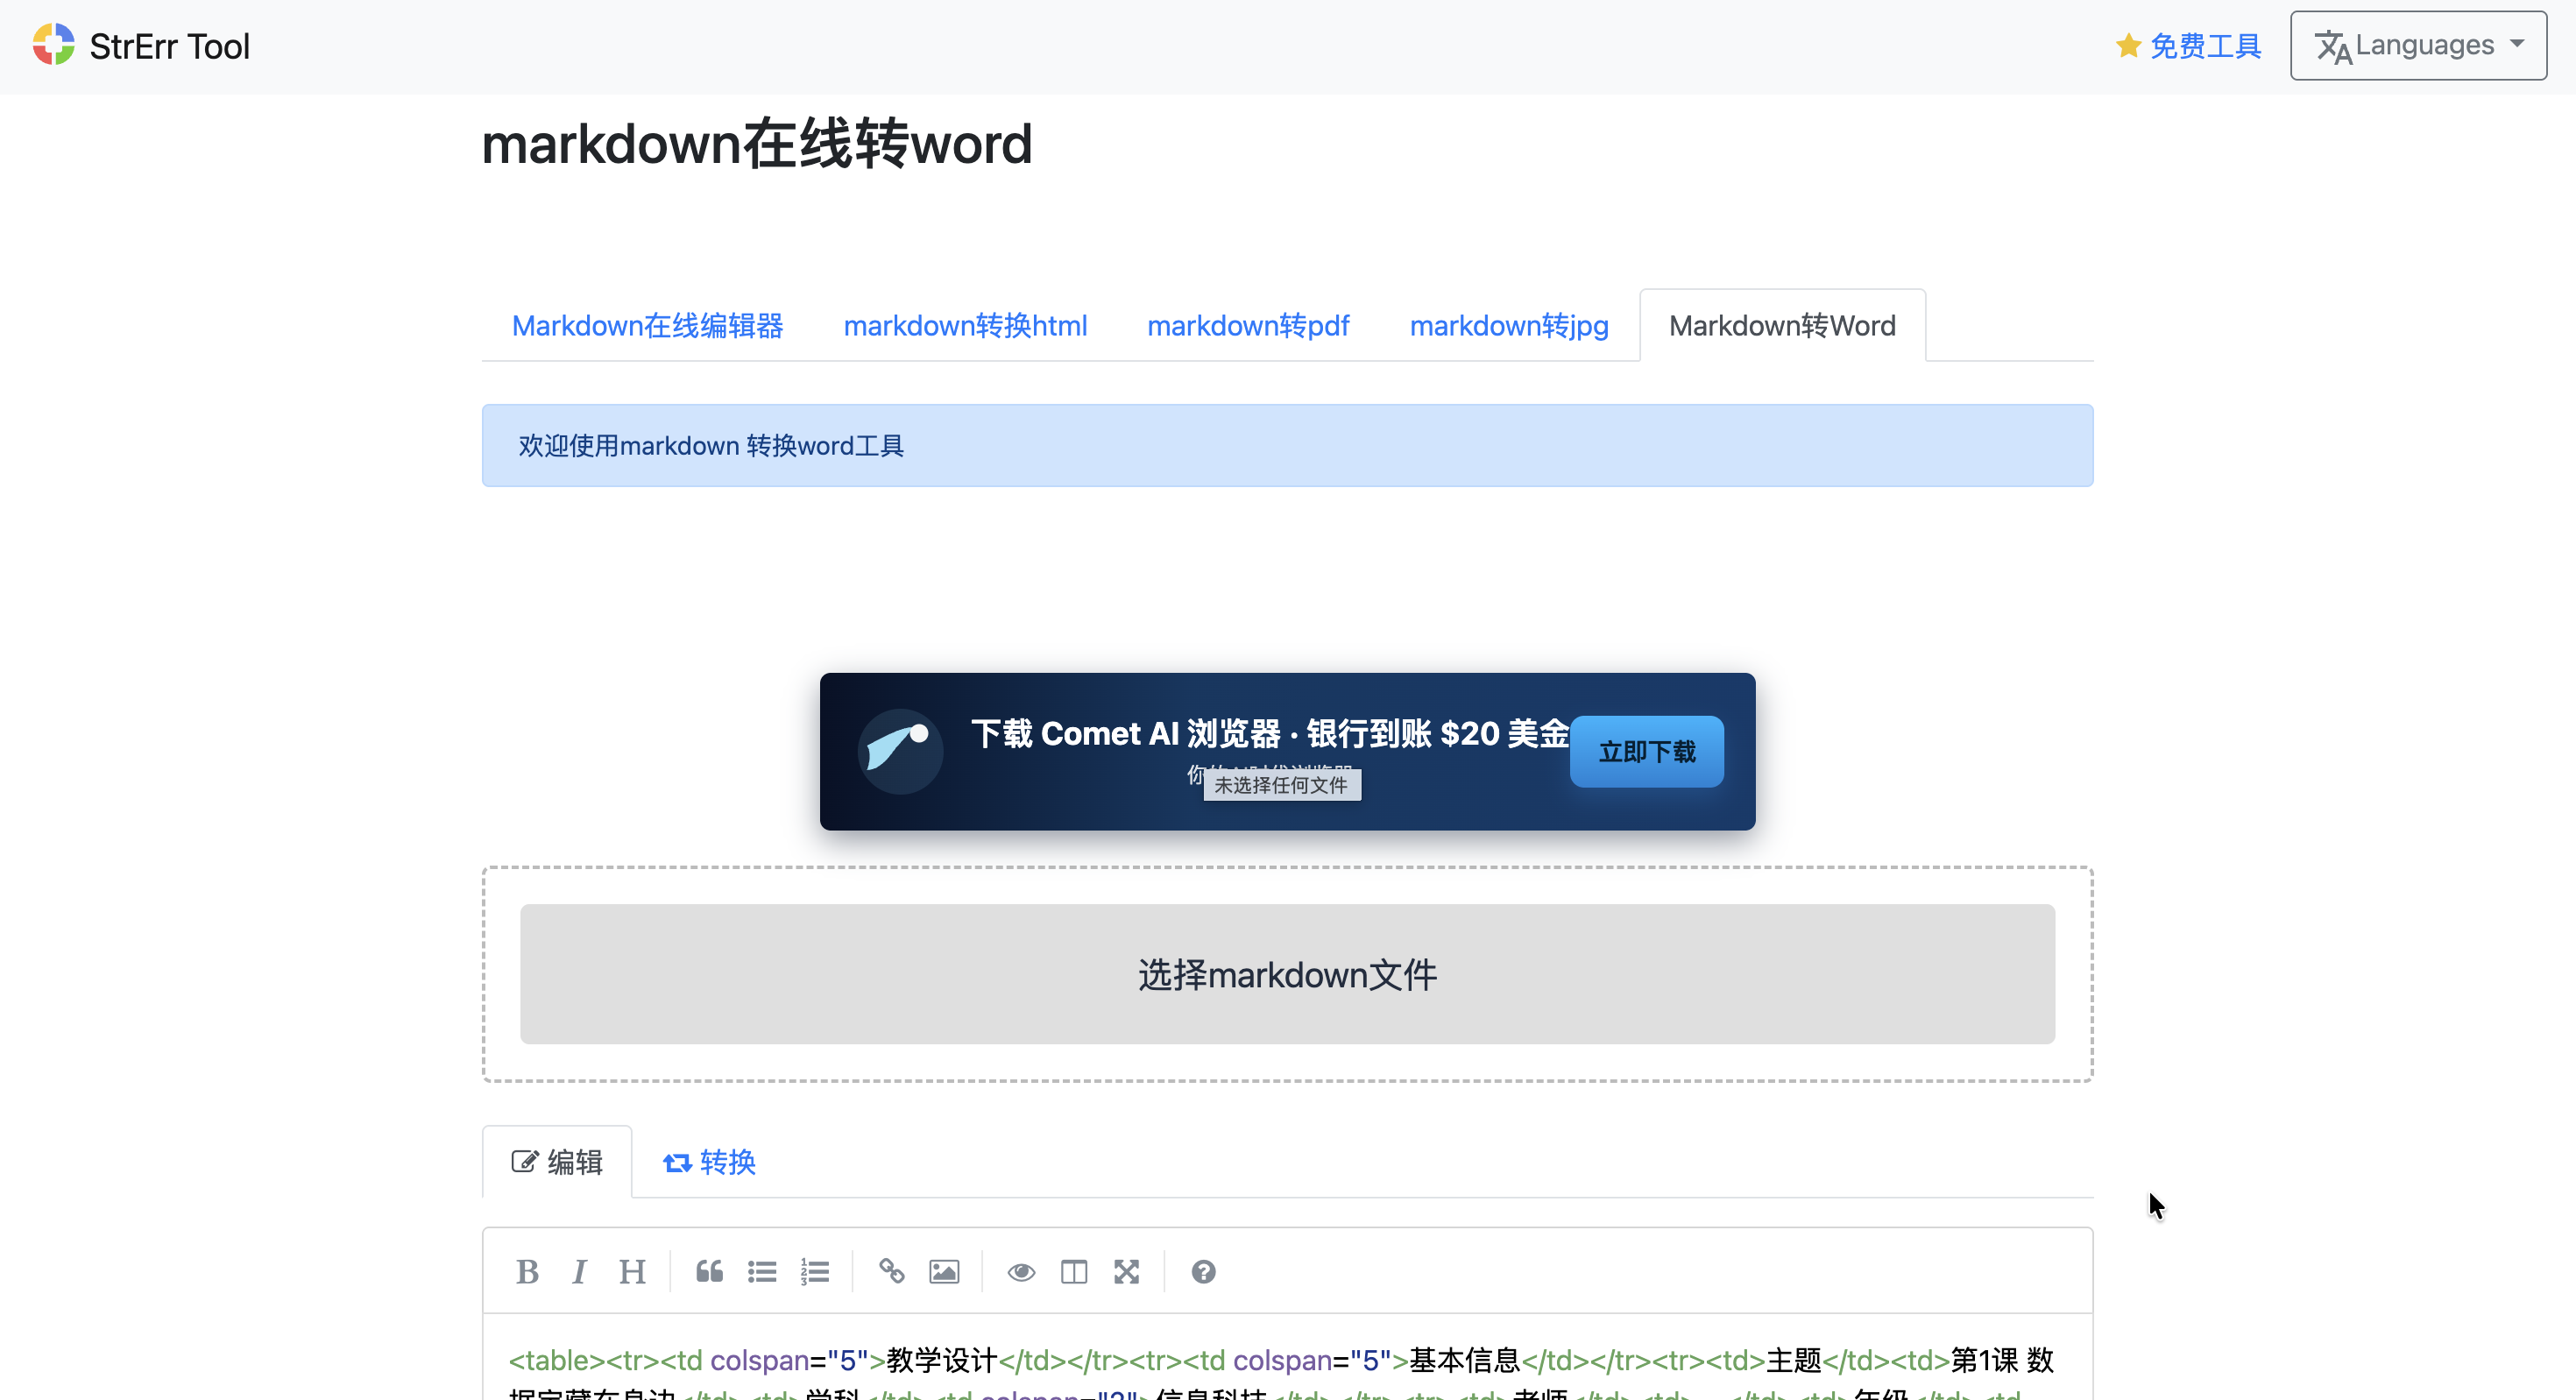 StrErr Tool
免费工具
Languages
markdown在线转word
Markdown在线编辑器 markdown转换html markdown转pdf markdown转jpg Markdown转Word
欢迎使用markdown 转换word工具
下载 Comet AI 浏览器 · 银行到账 $20 美金
立即下载
未选择任何文件
选择markdown文件
编辑 转换
B I H
<table><tr><td colspan="5">教学设计</td></tr><tr><td colspan="5">基本信息</td></tr><tr><td>主题</td><td>第1课 数